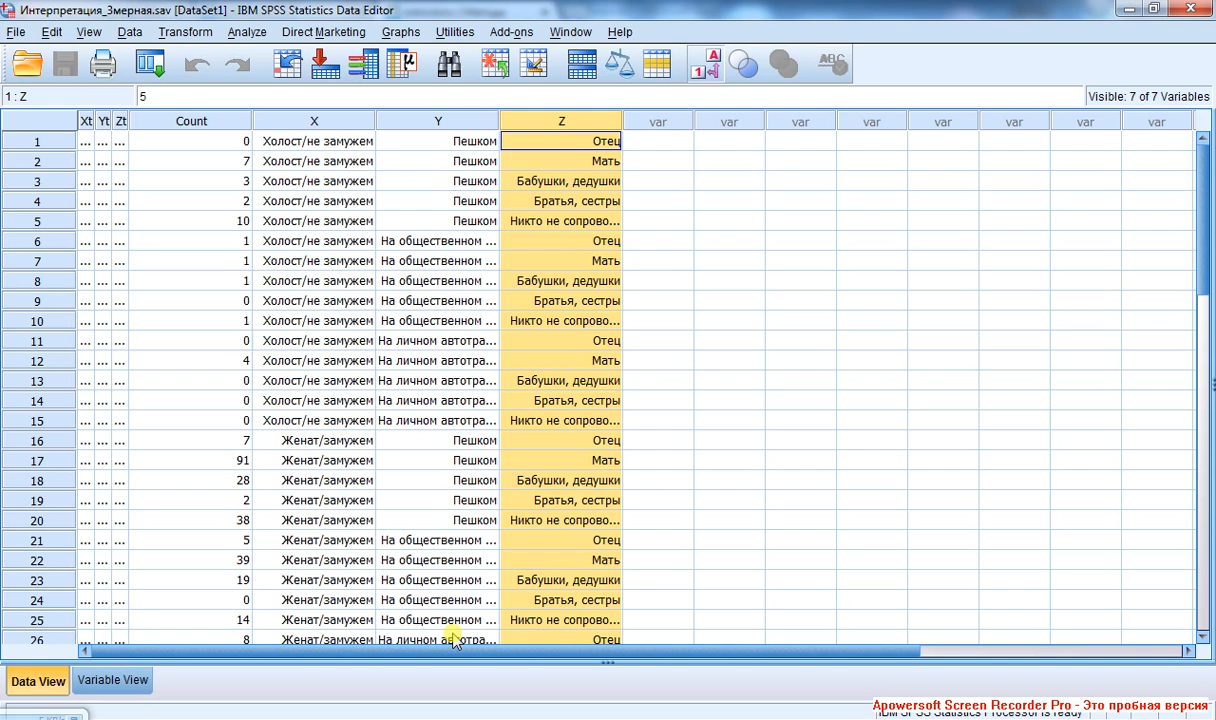 Интерпретация_3мерная.sav [DataSet1] - IBM SPSS Statistics Data Editor
File Edit View Data Transform Analyze Direct Marketing Graphs Utilities Add-ons Window Help
1 : Z 5 Visible: 7 of 7 Variables
Xt Yt Zt Count X Y Z var var var var var var var var
1 ... ... ... 0 Холост/не замужем Пешком Отец
2 ... ... ... 7 Холост/не замужем Пешком Мать
3 ... ... ... 3 Холост/не замужем Пешком Бабушки, дедушки
4 ... ... ... 2 Холост/не замужем Пешком Братья, сестры
5 ... ... ... 10 Холост/не замужем Пешком Никто не сопрово...
6 ... ... ... 1 Холост/не замужем На общественном ... Отец
7 ... ... ... 1 Холост/не замужем На общественном ... Мать
8 ... ... ... 1 Холост/не замужем На общественном ... Бабушки, дедушки
9 ... ... ... 0 Холост/не замужем На общественном ... Братья, сестры
10 ... ... ... 1 Холост/не замужем На общественном ... Никто не сопрово...
11 ... ... ... 0 Холост/не замужем На личном автотра... Отец
12 ... ... ... 4 Холост/не замужем На личном автотра... Мать
13 ... ... ... 0 Холост/не замужем На личном автотра... Бабушки, дедушки
14 ... ... ... 0 Холост/не замужем На личном автотра... Братья, сестры
15 ... ... ... 0 Холост/не замужем На личном автотра... Никто не сопрово...
16 ... ... ... 7 Женат/замужем Пешком Отец
17 ... ... ... 91 Женат/замужем Пешком Мать
18 ... ... ... 28 Женат/замужем Пешком Бабушки, дедушки
19 ... ... ... 2 Женат/замужем Пешком Братья, сестры
20 ... ... ... 38 Женат/замужем Пешком Никто не сопрово...
21 ... ... ... 5 Женат/замужем На общественном ... Отец
22 ... ... ... 39 Женат/замужем На общественном ... Мать
23 ... ... ... 19 Женат/замужем На общественном ... Бабушки, дедушки
24 ... ... ... 0 Женат/замужем На общественном ... Братья, сестры
25 ... ... ... 14 Женат/замужем На общественном ... Никто не сопрово...
26 ... ... ... 8 Женат/замужем На личном автотра... Отец
Data View Variable View
Apowersoft Screen Recorder Pro - Это пробная версия
IBM SPSS Statistics Processor is ready